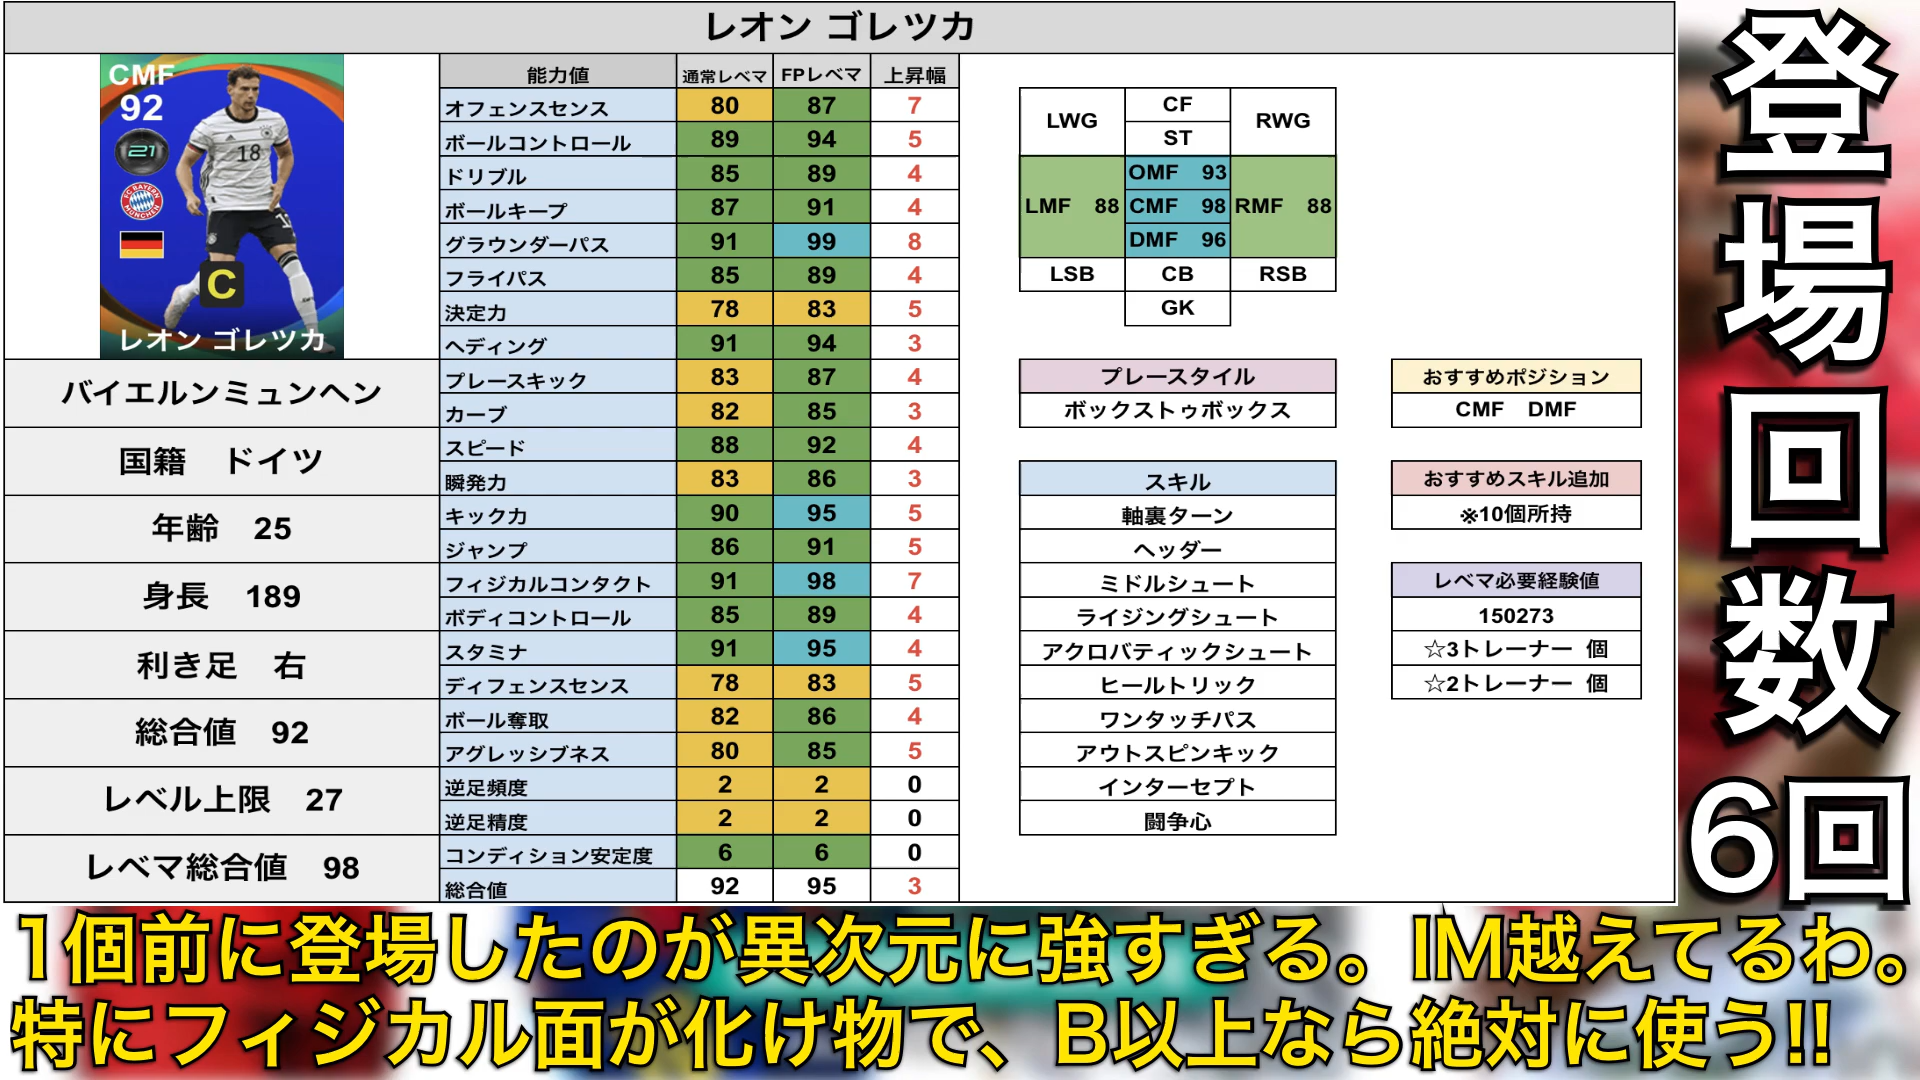 レオン ゴレツカ
CMF
92
21
FC BAYERN
MÜNCHEN
18
C
レオン ゴレツカ
バイエルンミュンヘン
国籍　ドイツ
年齢　25
身長　189
利き足　右
総合値　92
レベル上限　27
レベマ総合値　98
能力値 通常レベマ FPレベマ 上昇幅
オフェンスセンス 80 87 7
ボールコントロール 89 94 5
ドリブル 85 89 4
ボールキープ 87 91 4
グラウンダーパス 91 99 8
フライパス 85 89 4
決定力 78 83 5
ヘディング 91 94 3
プレースキック 83 87 4
カーブ 82 85 3
スピード 88 92 4
瞬発力 83 86 3
キック力 90 95 5
ジャンプ 86 91 5
フィジカルコンタクト 91 98 7
ボディコントロール 85 89 4
スタミナ 91 95 4
ディフェンスセンス 78 83 5
ボール奪取 82 86 4
アグレッシブネス 80 85 5
逆足頻度 2 2 0
逆足精度 2 2 0
コンディション安定度 6 6 0
総合値 92 95 3
LWG CF RWG
ST
OMF 93
LMF 88 CMF 98 RMF 88
DMF 96
LSB CB RSB
GK
プレースタイル
ボックストゥボックス
スキル
軸裏ターン
ヘッダー
ミドルシュート
ライジングシュート
アクロバティックシュート
ヒールトリック
ワンタッチパス
アウトスピンキック
インターセプト
闘争心
おすすめポジション
CMF　DMF
おすすめスキル追加
※10個所持
レベマ必要経験値
150273
☆3トレーナー 個
☆2トレーナー 個
登場回数
6回
1個前に登場したのが異次元に強すぎる。IM越えてるわ。
特にフィジカル面が化け物で、B以上なら絶対に使う!!